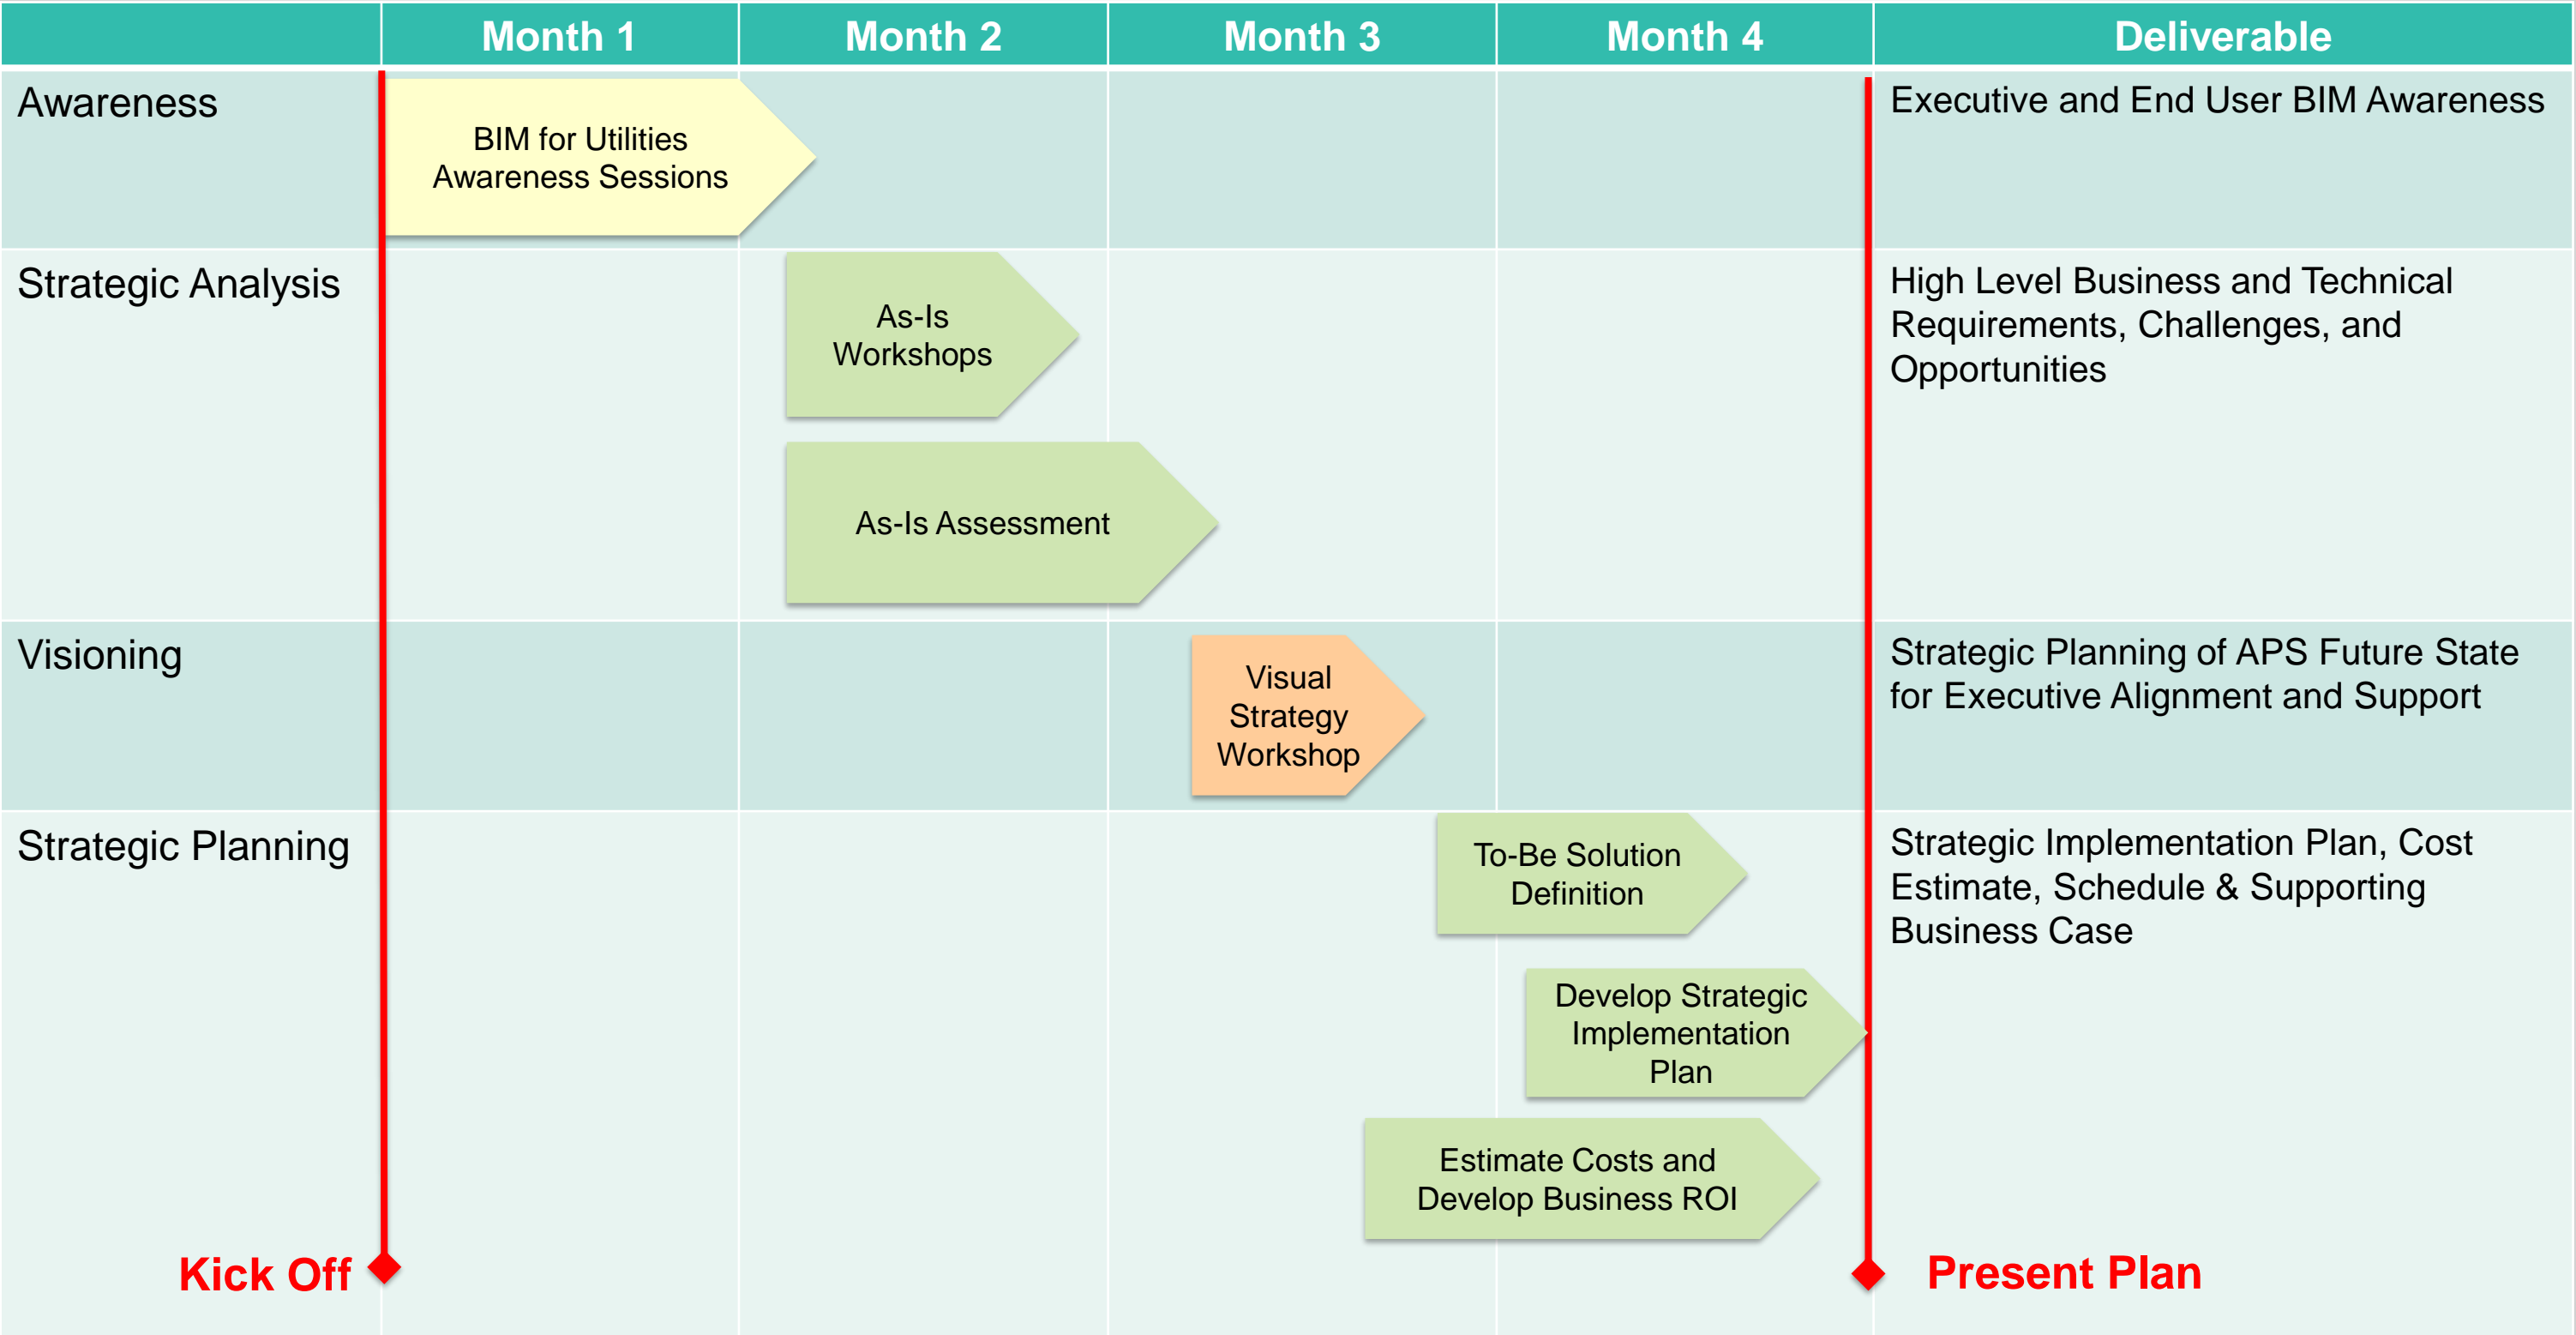 Month 1
Month 2
Month 3
Month 4
Deliverable
Awareness
BIM for Utilities
Awareness Sessions
Executive and End User BIM Awareness
Strategic Analysis
As-Is
Workshops
As-Is Assessment
High Level Business and Technical
Requirements, Challenges, and
Opportunities
Visioning
Visual
Strategy
Workshop
Strategic Planning of APS Future State
for Executive Alignment and Support
Strategic Planning
To-Be Solution
Definition
Develop Strategic
Implementation
Plan
Estimate Costs and
Develop Business ROI
Strategic Implementation Plan, Cost
Estimate, Schedule & Supporting
Business Case
Kick Off
Present Plan